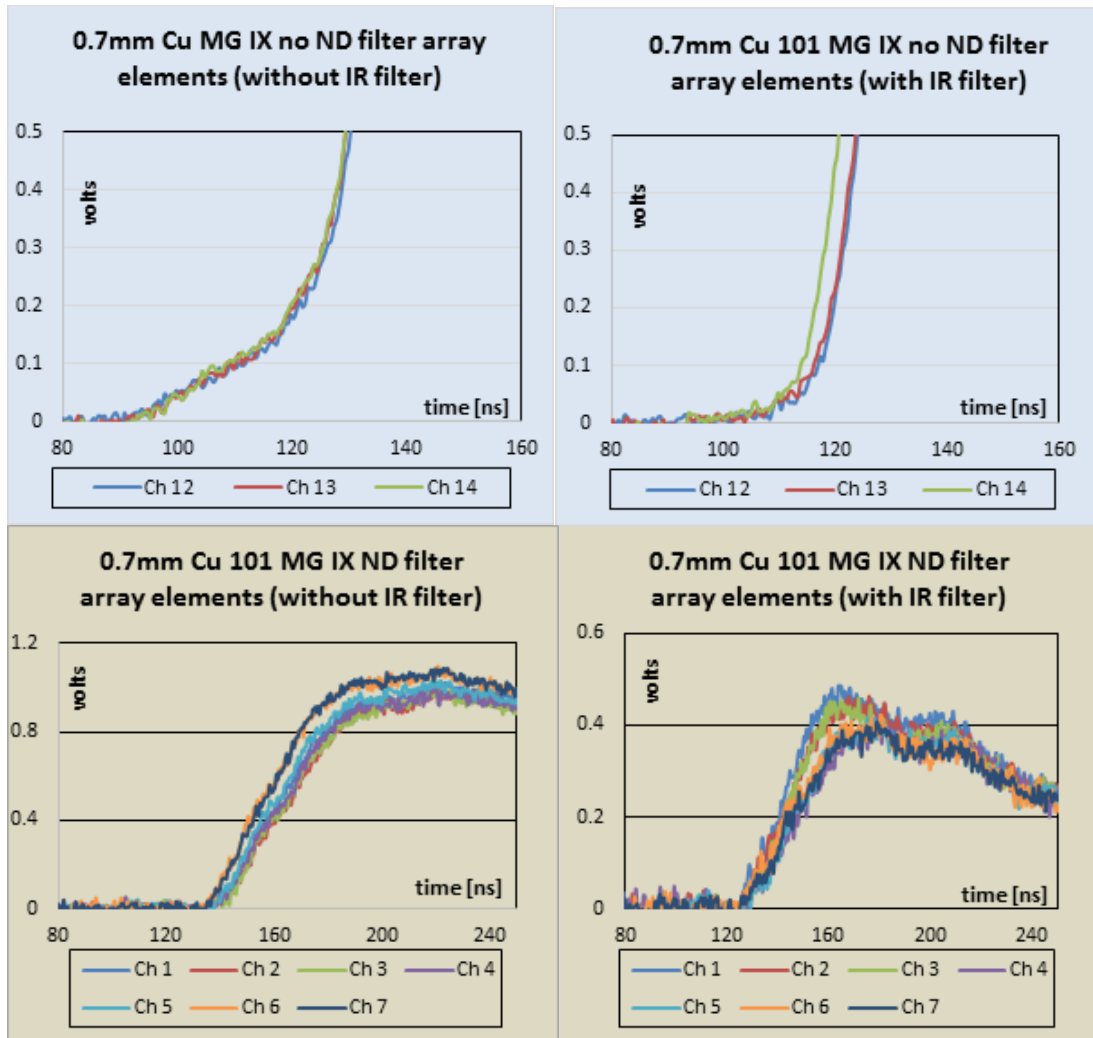 0.7mm Cu MG IX no ND filter array
elements (without IR filter)
0.5
0.4
0.3
0.2
0.1
0
volts
time [ns]
80 100 120 140 160
Ch 12 Ch 13 Ch 14
0.7mm Cu 101 MG IX no ND filter
array elements (with IR filter)
0.5
0.4
0.3
0.2
0.1
0
volts
time [ns]
80 100 120 140 160
Ch 12 Ch 13 Ch 14
0.7mm Cu 101 MG IX ND filter
array elements (without IR filter)
1.2
0.8
0.4
0
volts
time [ns]
80 120 160 200 240
Ch 1 Ch 2 Ch 3 Ch 4
Ch 5 Ch 6 Ch 7
0.7mm Cu 101 MG IX ND filter
array elements (with IR filter)
0.6
0.4
0.2
0
volts
time [ns]
80 120 160 200 240
Ch 1 Ch 2 Ch 3 Ch 4
Ch 5 Ch 6 Ch 7